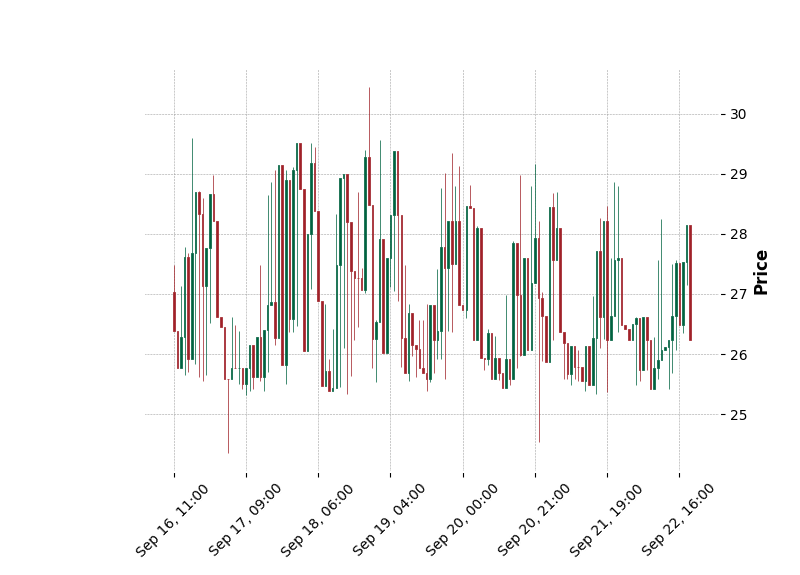 30
29
28
27
26
25
Price
Sep 16, 11:00
Sep 17, 09:00
Sep 18, 06:00
Sep 19, 04:00
Sep 20, 00:00
Sep 20, 21:00
Sep 21, 19:00
Sep 22, 16:00